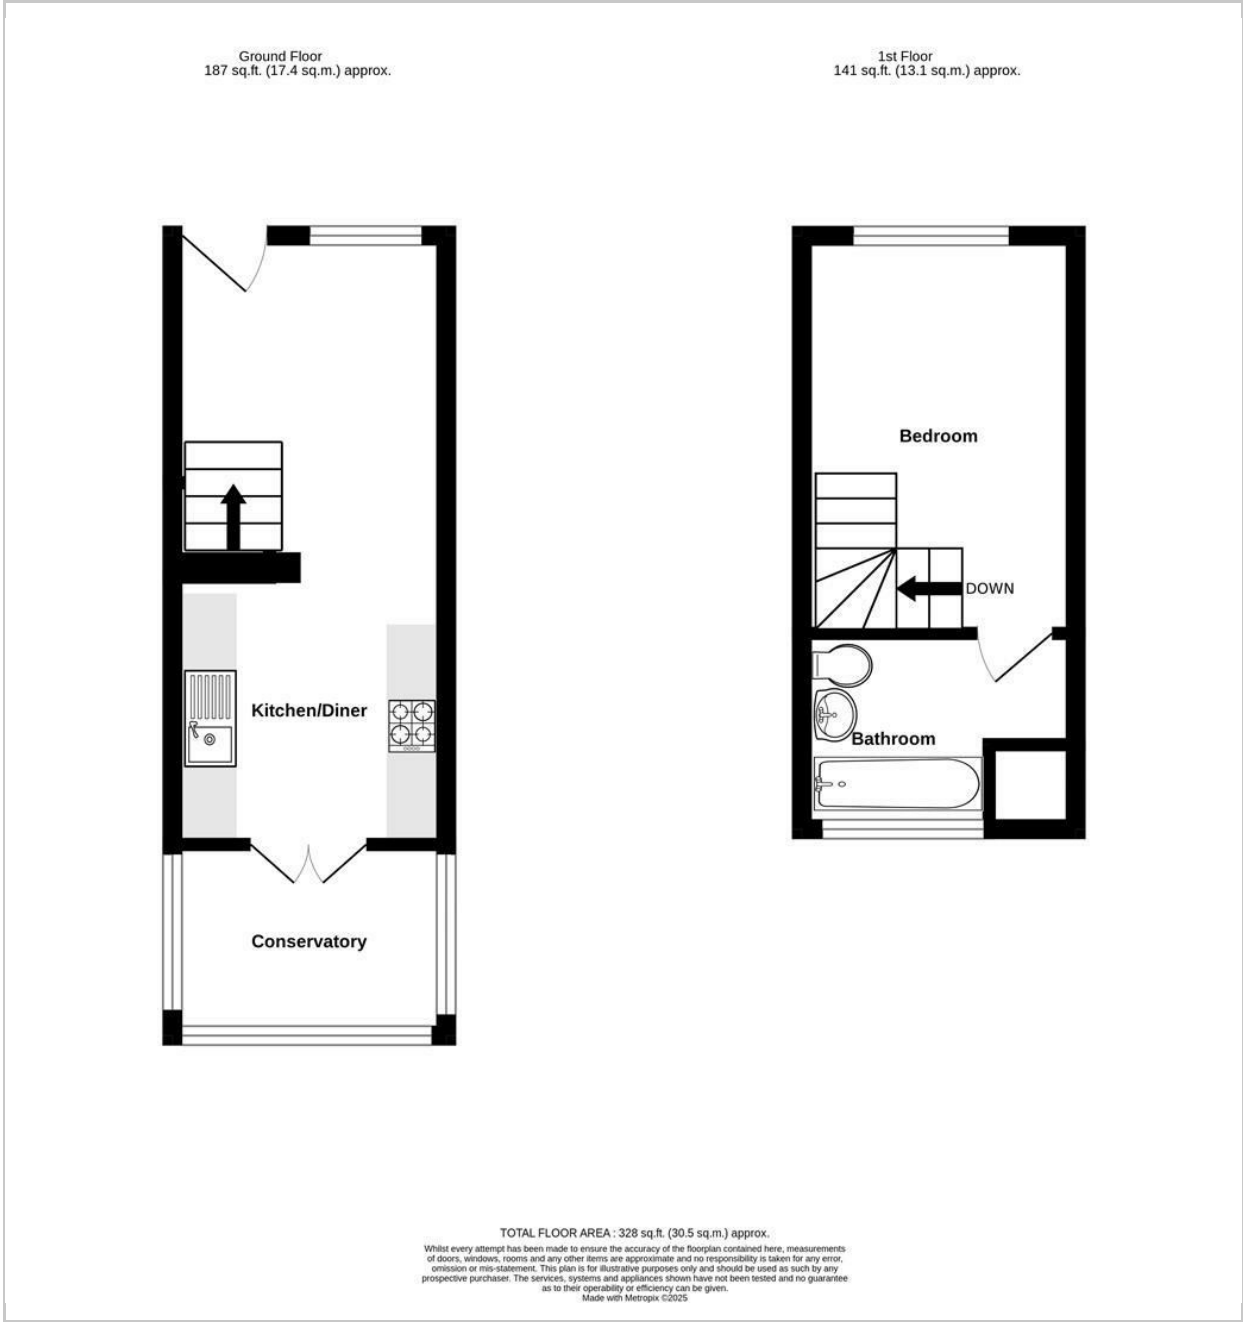 Ground Floor
187 sq.ft. (17.4 sq.m.) approx.
1st Floor
141 sq.ft. (13.1 sq.m.) approx.
Bedroom
DOWN
Kitchen/Diner
Bathroom
Conservatory
TOTAL FLOOR AREA : 328 sq.ft. (30.5 sq.m.) approx.
Whilst every attempt has been made to ensure the accuracy of the floorplan contained here, measurements
of doors, windows, rooms and any other items are approximate and no responsibility is taken for any error,
omission or mis-statement. This plan is for illustrative purposes only and should be used as such by any
prospective purchaser. The services, systems and appliances shown have not been tested and no guarantee
as to their operability or efficiency can be given.
Made with Metropix ©2025